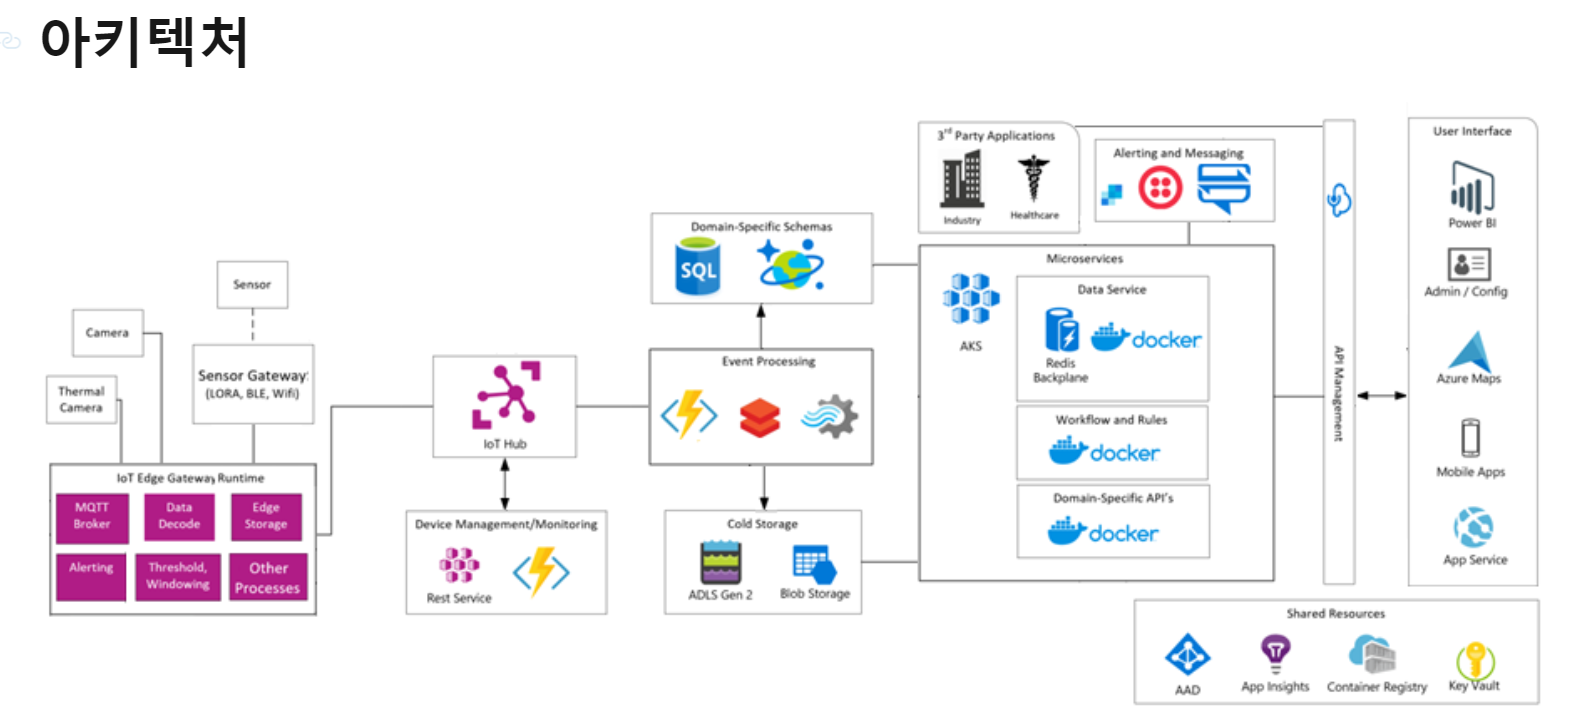 아키텍처
3rd Party Applications
Industry
Healthcare
Alerting and Messaging
User Interface
Power BI
Admin / Config
Azure Maps
Mobile Apps
App Service
API Management
Domain-Specific Schemas
SQL
Microservices
AKS
Data Service
Redis
Backplane
docker
Workflow and Rules
docker
Domain-Specific API's
docker
Sensor
Camera
Thermal
Camera
Sensor Gateway:
(LORA, BLE, Wifi)
IoT Hub
Event Processing
IoT Edge Gateway Runtime
MQTT
Broker
Data
Decode
Edge
Storage
Alerting
Threshold,
Windowing
Other
Processes
Device Management/Monitoring
Rest Service
Cold Storage
ADLS Gen 2
Blob Storage
Shared Resources
AAD
App Insights
Container Registry
Key Vault